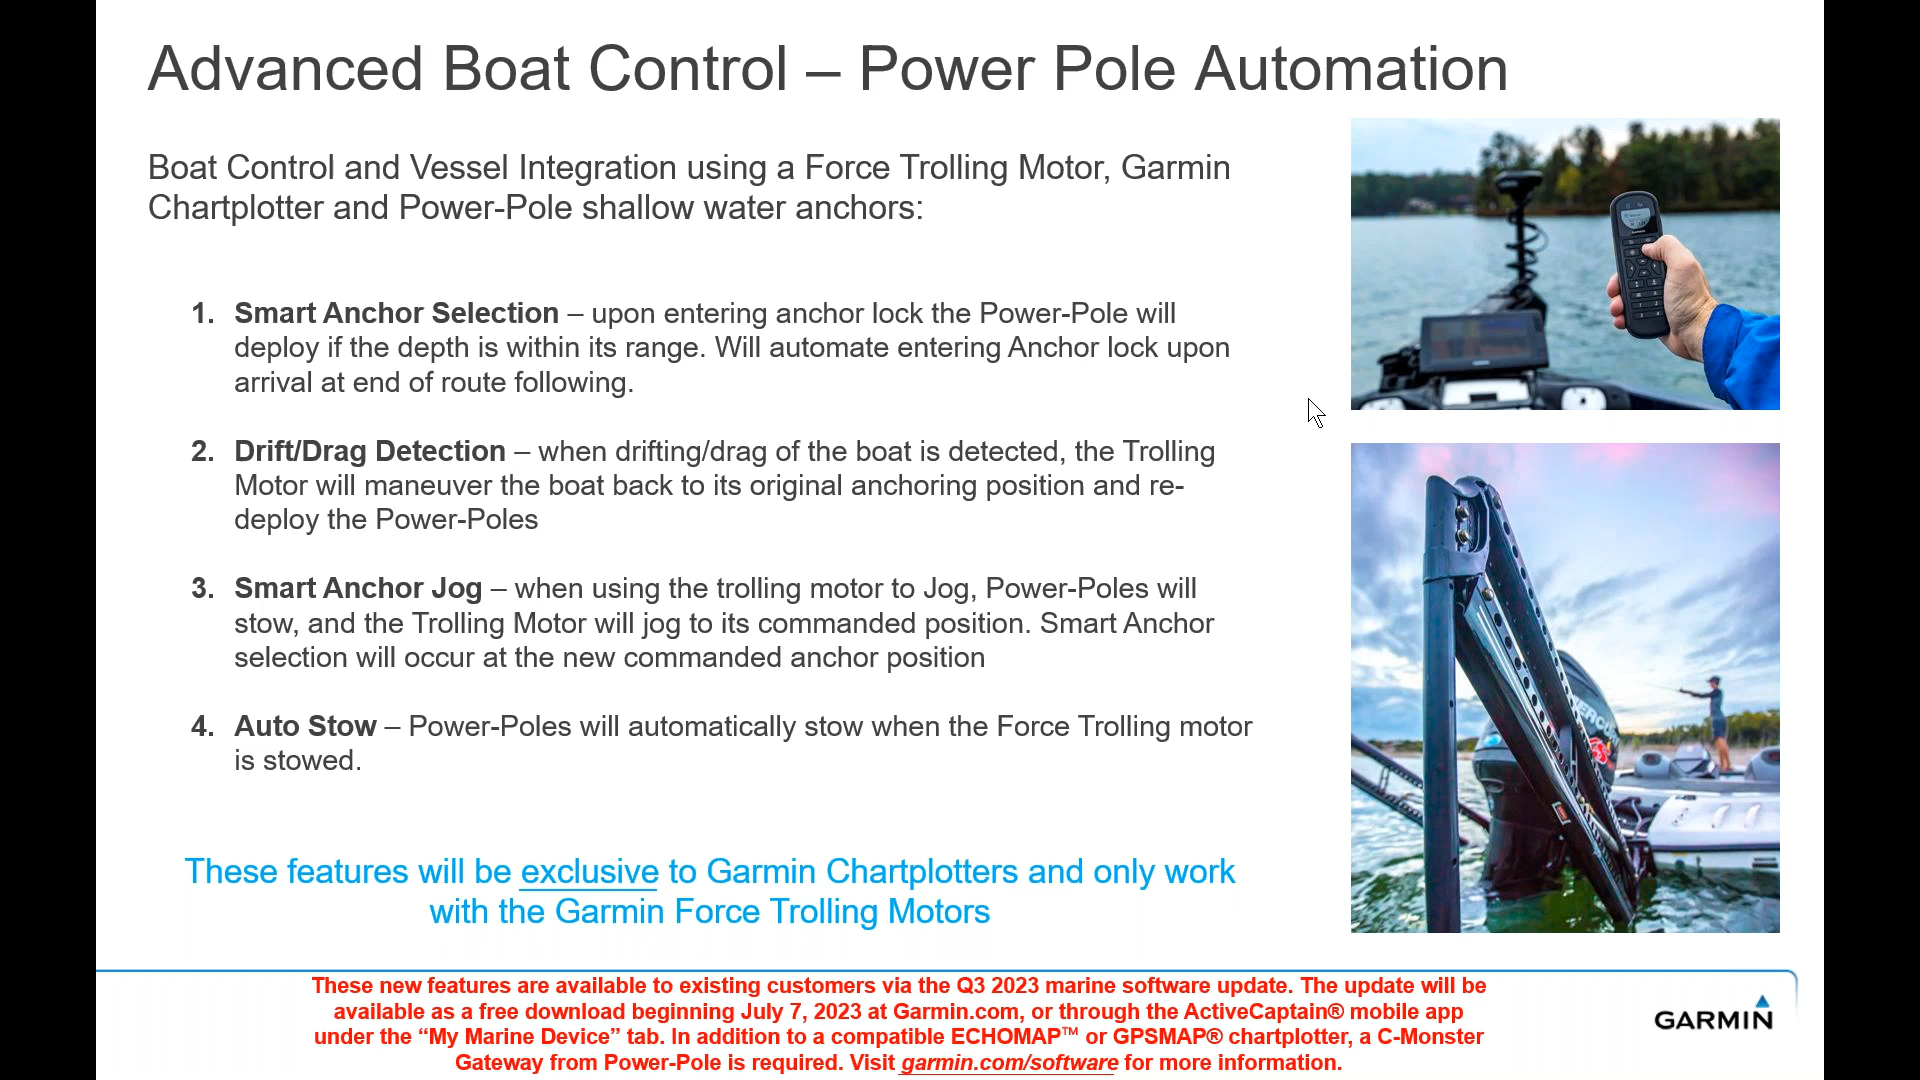 Advanced Boat Control – Power Pole Automation
Boat Control and Vessel Integration using a Force Trolling Motor, Garmin
Chartplotter and Power-Pole shallow water anchors:
1. Smart Anchor Selection – upon entering anchor lock the Power-Pole will
deploy if the depth is within its range. Will automate entering Anchor lock upon
arrival at end of route following.
2. Drift/Drag Detection – when drifting/drag of the boat is detected, the Trolling
Motor will maneuver the boat back to its original anchoring position and re-
deploy the Power-Poles
3. Smart Anchor Jog – when using the trolling motor to Jog, Power-Poles will
stow, and the Trolling Motor will jog to its commanded position. Smart Anchor
selection will occur at the new commanded anchor position
4. Auto Stow – Power-Poles will automatically stow when the Force Trolling motor
is stowed.
These features will be exclusive to Garmin Chartplotters and only work
with the Garmin Force Trolling Motors
These new features are available to existing customers via the Q3 2023 marine software update. The update will be
available as a free download beginning July 7, 2023 at Garmin.com, or through the ActiveCaptain® mobile app
under the “My Marine Device” tab. In addition to a compatible ECHOMAP™ or GPSMAP® chartplotter, a C-Monster
Gateway from Power-Pole is required. Visit garmin.com/software for more information.
GARMIN